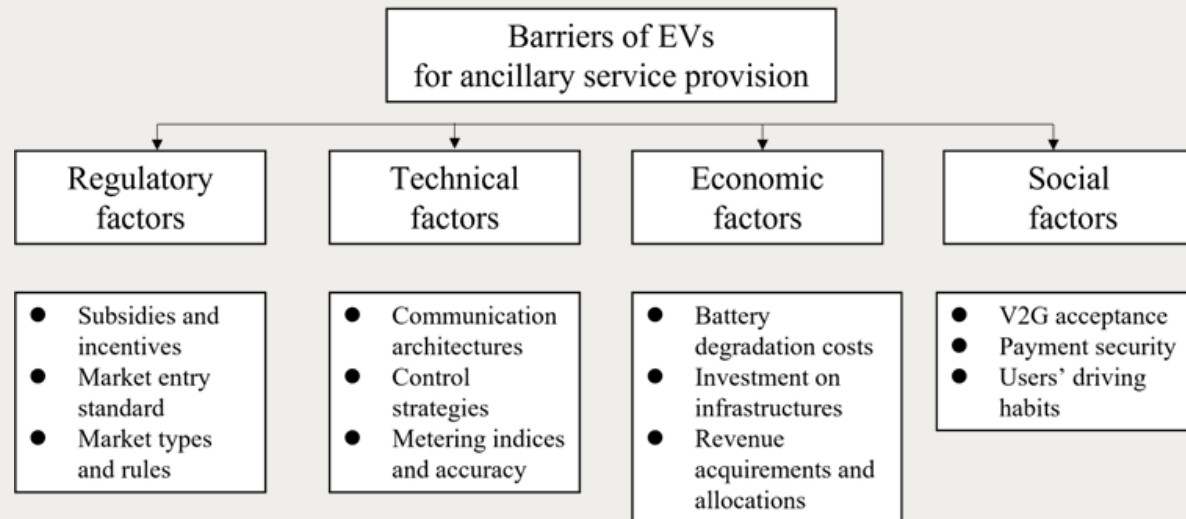 Barriers of EVs
for ancillary service provision
Regulatory
factors
Technical
factors
Economic
factors
Social
factors
● Subsidies and
incentives
● Market entry
standard
● Market types
and rules
● Communication
architectures
● Control
strategies
● Metering indices
and accuracy
● Battery
degradation costs
● Investment on
infrastructures
● Revenue
acquirements and
allocations
● V2G acceptance
● Payment security
● Users’ driving
habits